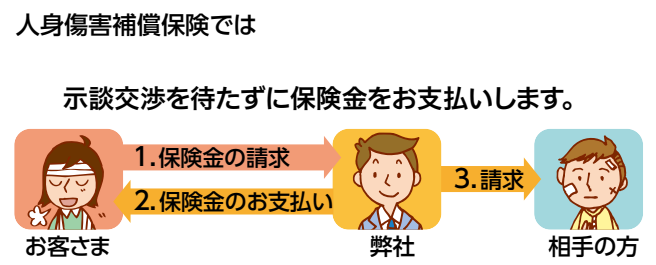 人身傷害補償保険では
示談交渉を待たずに保険金をお支払いします。
1.保険金の請求
2.保険金のお支払い
3.請求
お客さま
弊社
相手の方